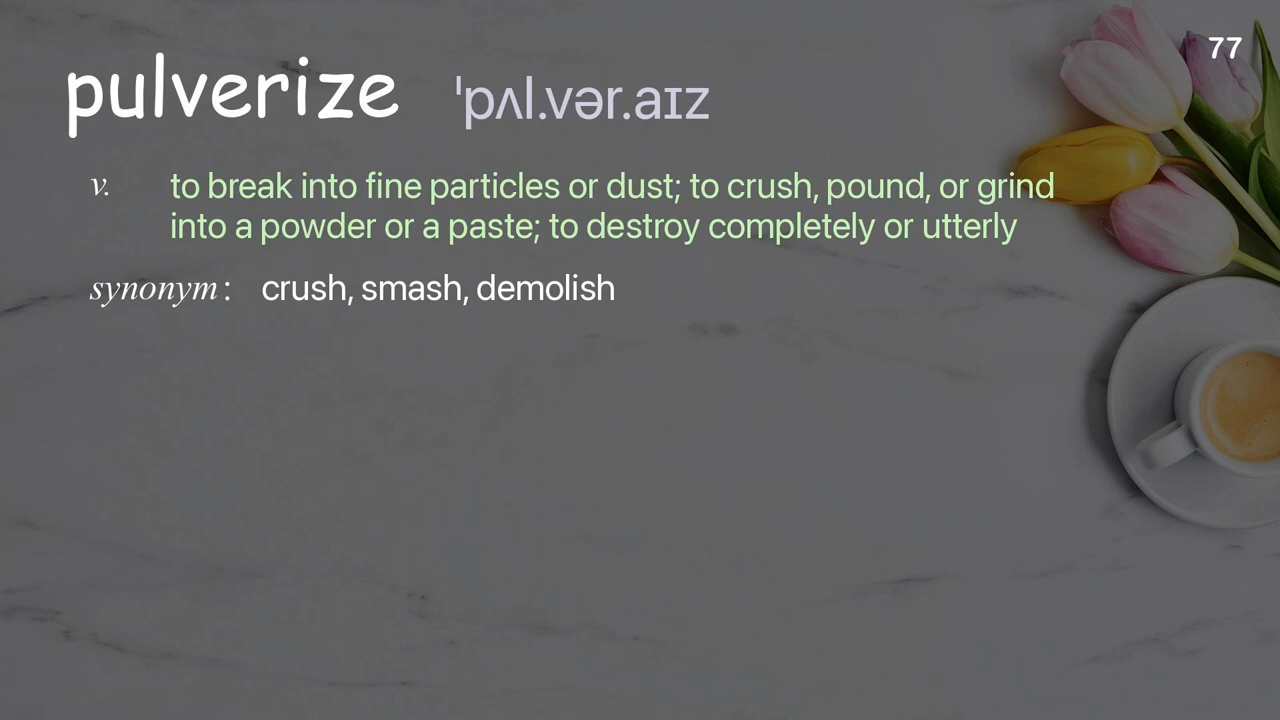 77
pulverize ˈpʌl.vər.aɪz
v. to break into fine particles or dust; to crush, pound, or grind
into a powder or a paste; to destroy completely or utterly
synonym : crush, smash, demolish